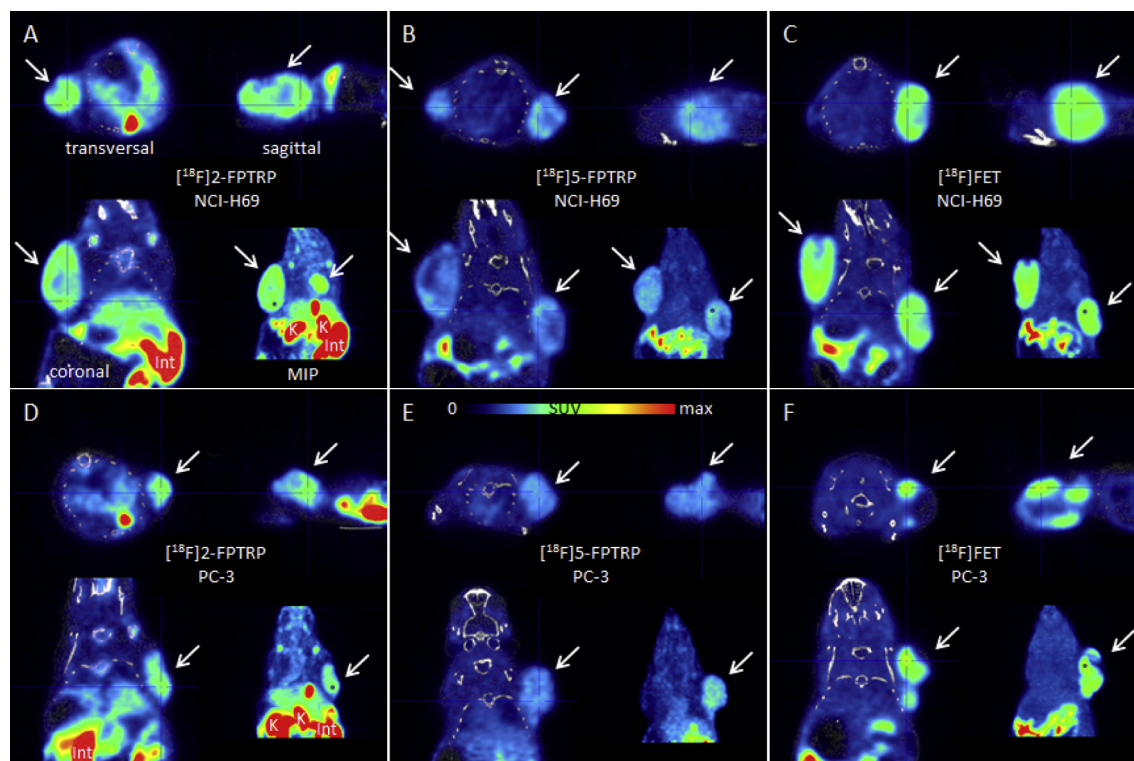 A
transversal
sagittal
[¹⁸F]2-FPTRP
NCI-H69
K
K
Int
Int
coronal
MIP
B
[¹⁸F]5-FPTRP
NCI-H69
C
[¹⁸F]FET
NCI-H69
D
[¹⁸F]2-FPTRP
PC-3
K
K
Int
Int
E
0
SUV
max
[¹⁸F]5-FPTRP
PC-3
F
[¹⁸F]FET
PC-3